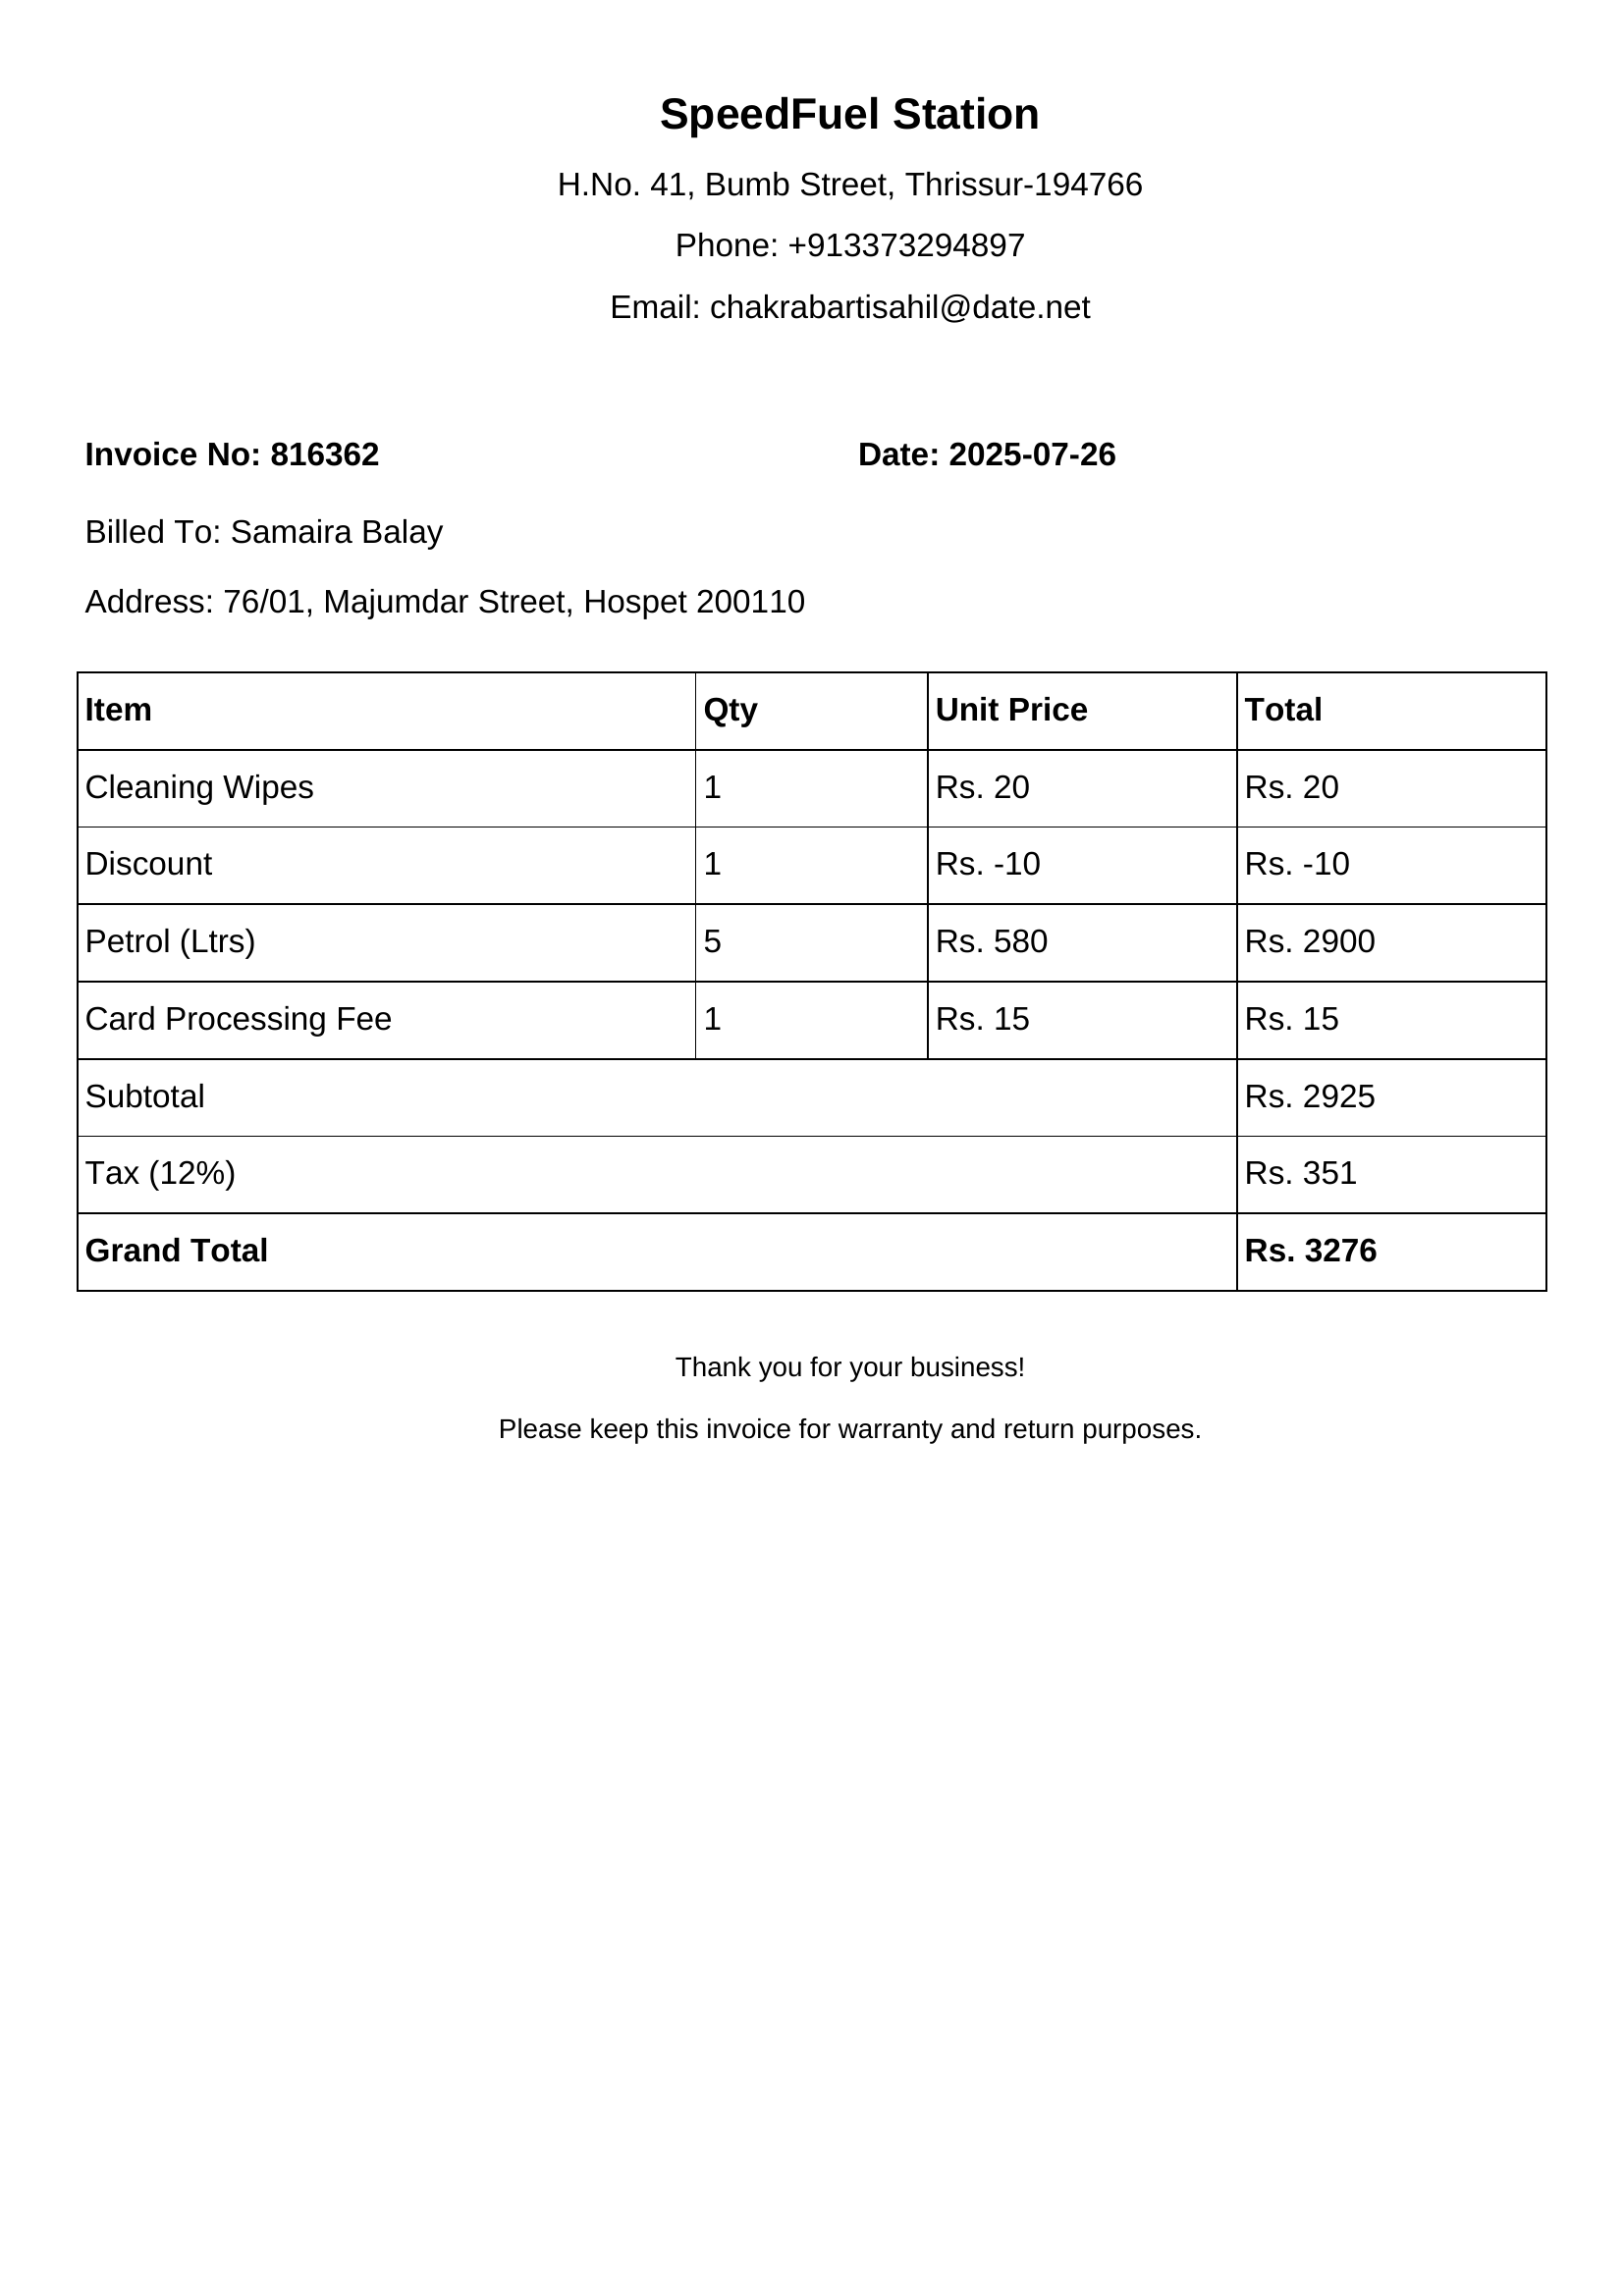 SpeedFuel Station
H.No. 41, Bumb Street, Thrissur-194766
Phone: +913373294897
Email: chakrabartisahil@date.net
Invoice No: 816362 Date: 2025-07-26
Billed To: Samaira Balay
Address: 76/01, Majumdar Street, Hospet 200110
Item Qty Unit Price Total
Cleaning Wipes 1 Rs. 20 Rs. 20
Discount 1 Rs. -10 Rs. -10
Petrol (Ltrs) 5 Rs. 580 Rs. 2900
Card Processing Fee 1 Rs. 15 Rs. 15
Subtotal Rs. 2925
Tax (12%) Rs. 351
Grand Total Rs. 3276
Thank you for your business!
Please keep this invoice for warranty and return purposes.